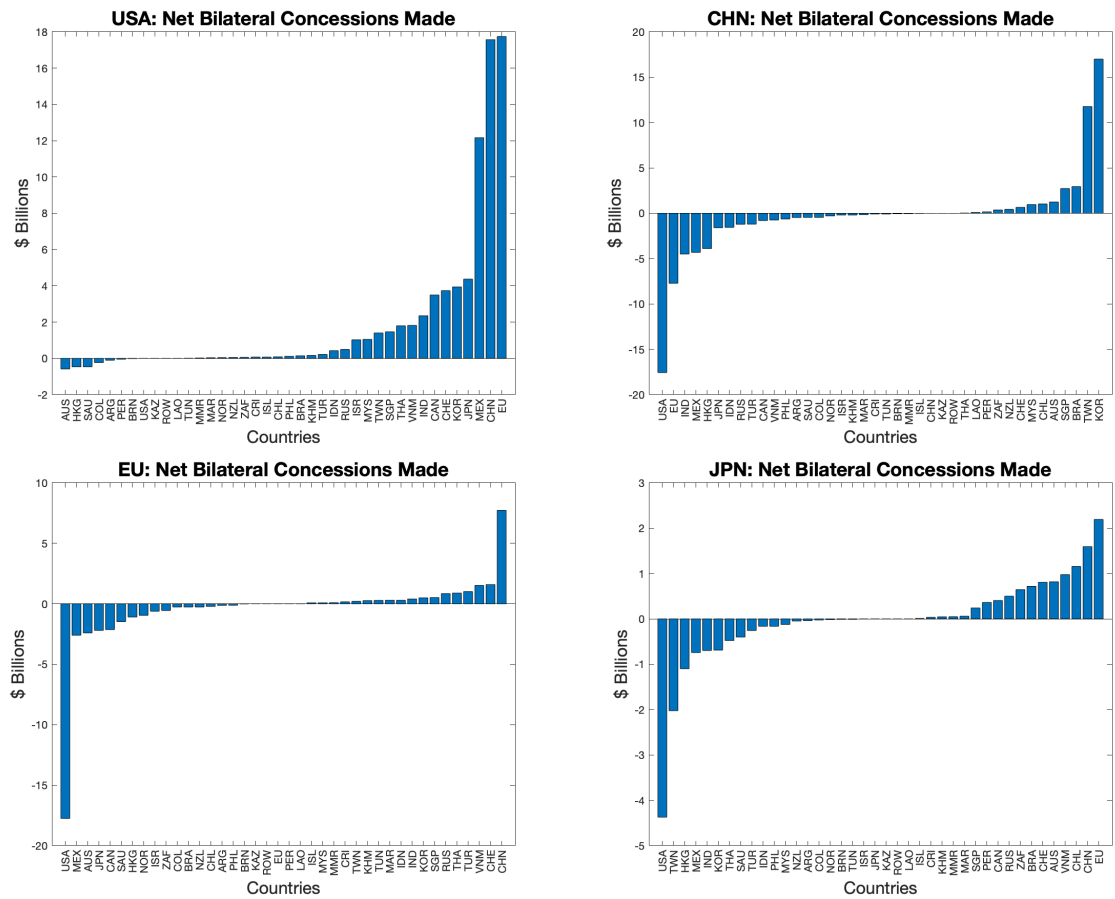 USA: Net Bilateral Concessions Made
18
16
14
12
10
8
6
4
2
0
-2
$ Billions
AUS HKG SAU COL ARG PER BRN USA KAZ ROW LAO TUN MMR MAR NOR NZL ZAF CRI ISL CHL PHL BRA KHM TUR IDN RUS ISR MYS TWN SGP THA VNM IND CAN CHE KOR JPN MEX CHN EU
Countries
CHN: Net Bilateral Concessions Made
20
15
10
5
0
-5
-10
-15
-20
$ Billions
USA EU IND MEX HKG JPN IDN RUS TUR CAN VNM PHL ARG SAU COL NOR ISR KHM MAR CRI TUN BRN MMR ISL CHN KAZ ROW THA LAO PER ZAF NZL CHE MYS CHL AUS SGP BRA TWN KOR
Countries
EU: Net Bilateral Concessions Made
10
5
0
-5
-10
-15
-20
$ Billions
USA MEX AUS JPN CAN SAU HKG NOR ISR ZAF COL BRA NZL CHL ARG PHL BRN KAZ ROW EU PER LAO ISL MYS MMR CRI TWN KHM TUN MAR IDN IND KOR SGP RUS THA TUR VNM CHE CHN
Countries
JPN: Net Bilateral Concessions Made
3
2
1
0
-1
-2
-3
-4
-5
$ Billions
USA TWN HKG MEX IND KOR THA SAU TUR IDN PHL MYS NZL ARG COL NOR BRN TUN ISR JPN KAZ ROW LAO ISL CRI KHM MMR MAR SGP PER CAN RUS ZAF BRA CHE AUS VNM CHL CHN EU
Countries